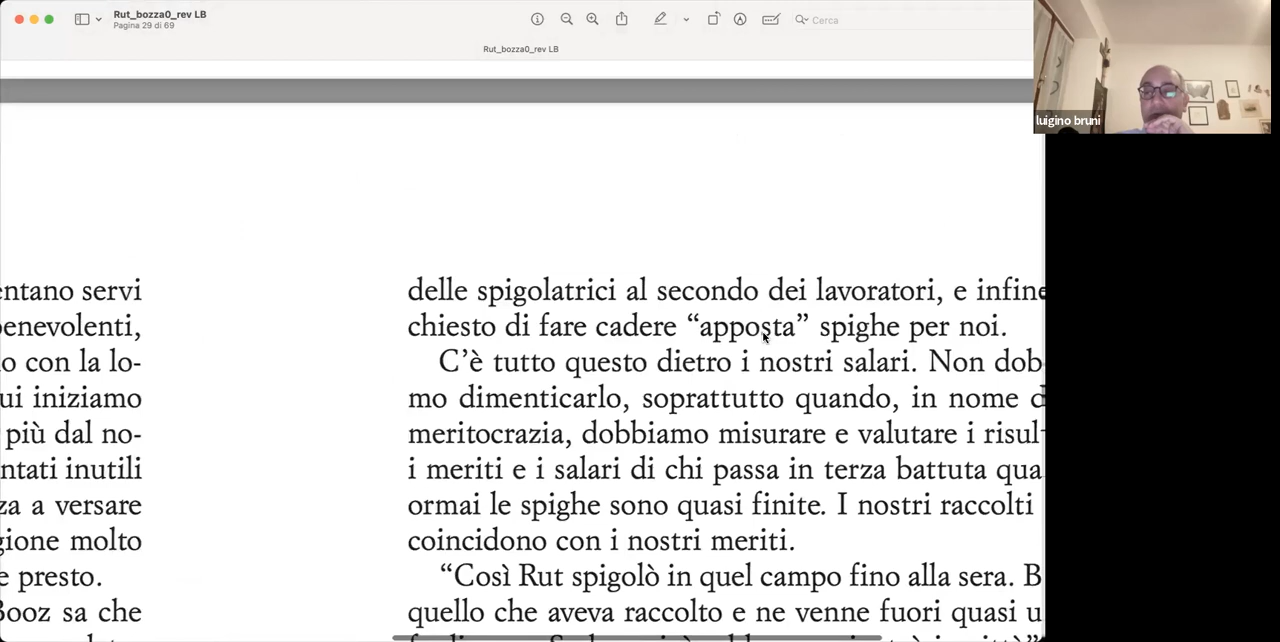 Rut_bozza0_rev LB
Pagina 29 di 69
Cerca
Rut_bozza0_rev LB
luigino bruni
entano servi
benevolenti,
o con la lo-
ui iniziamo
più dal no-
ntati inutili
za a versare
gione molto
e presto.
Booz sa che
delle spigolatrici al secondo dei lavoratori, e infine
chiesto di fare cadere “apposta” spighe per noi.
C’è tutto questo dietro i nostri salari. Non dob-
mo dimenticarlo, soprattutto quando, in nome d
meritocrazia, dobbiamo misurare e valutare i risul-
i meriti e i salari di chi passa in terza battuta qua
ormai le spighe sono quasi finite. I nostri raccolti
coincidono con i nostri meriti.
“Così Rut spigolò in quel campo fino alla sera. B
quello che aveva raccolto e ne venne fuori quasi u